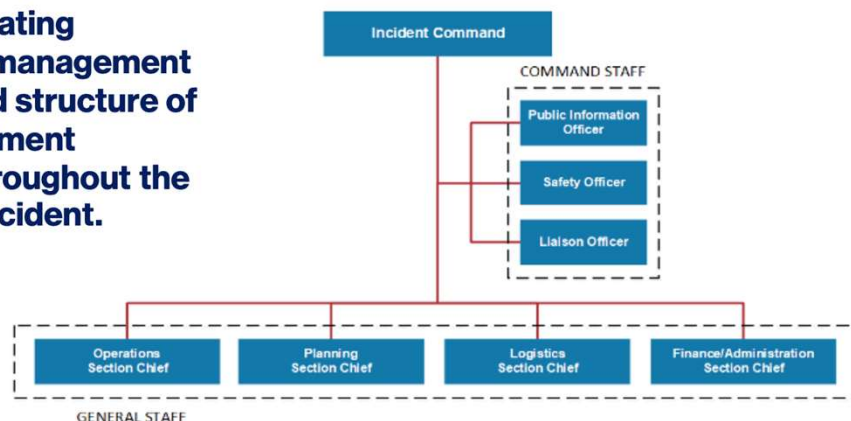 ating
management
d structure of
ment
roughout the
cident.
Incident Command
COMMAND STAFF
Public Information
Officer
Safety Officer
Liaison Officer
Operations
Section Chief
Planning
Section Chief
Logistics
Section Chief
Finance/Administration
Section Chief
GENERAL STAFF